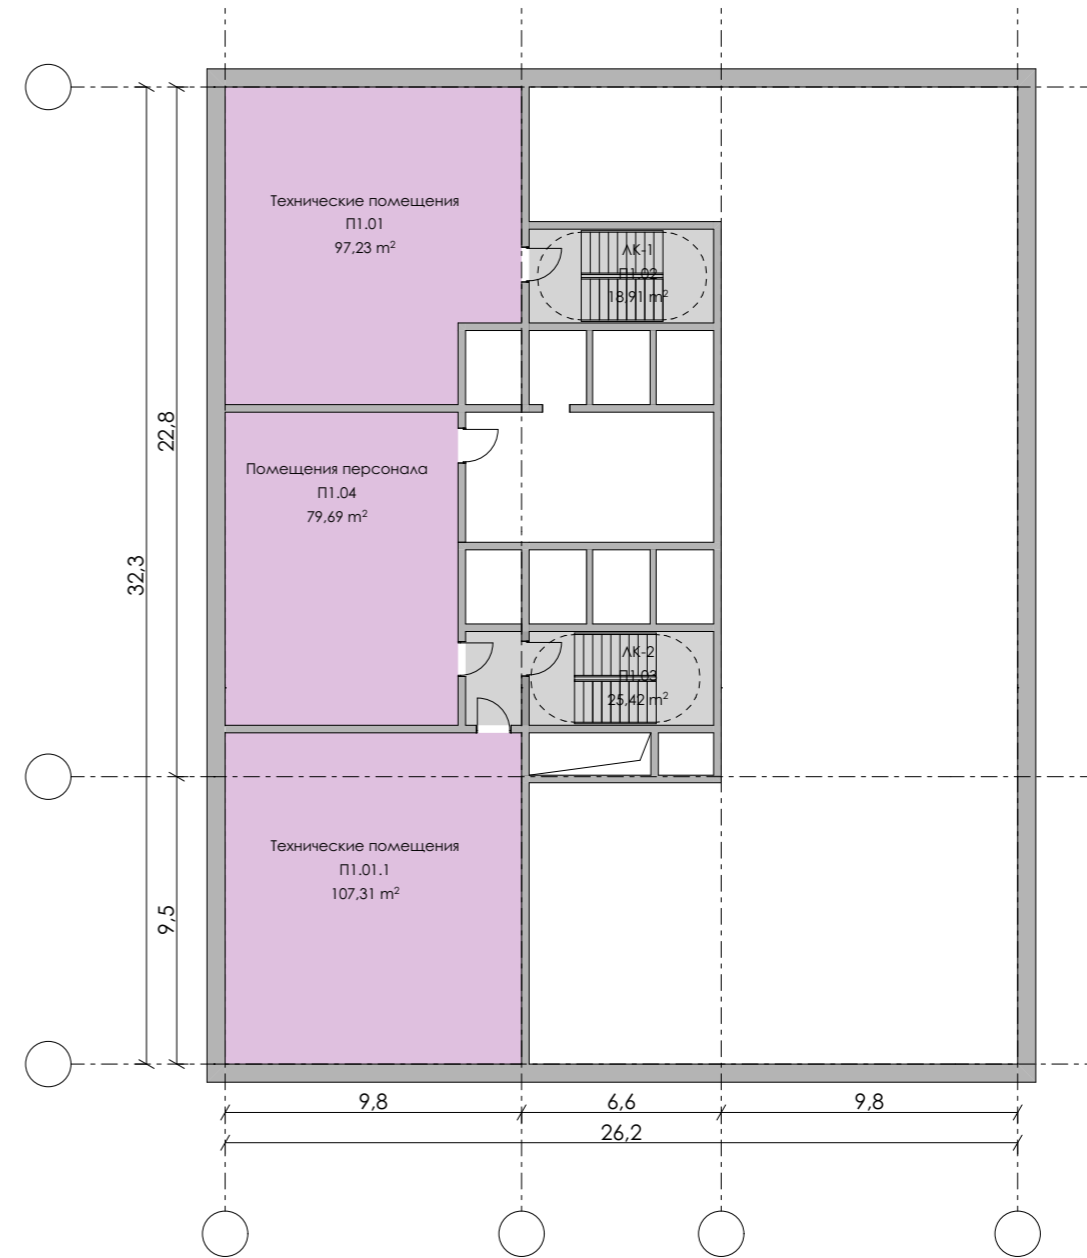 Технические помещения
П1.01
97,23 m²
ЛК-1
П1.02
18,91 m²
22,8
Помещения персонала
П1.04
79,69 m²
32,3
ЛК-2
П1.03
25,42 m²
Технические помещения
П1.01.1
107,31 m²
9,5
9,8
6,6
9,8
26,2